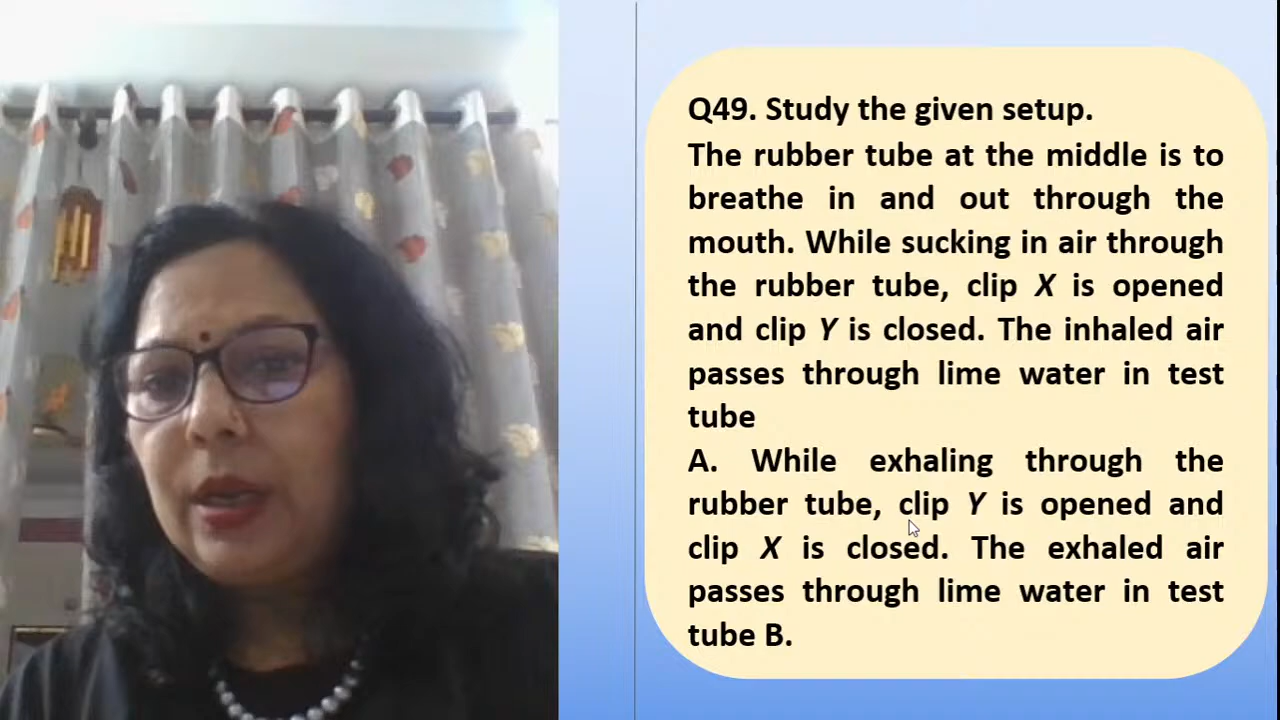 Q49. Study the given setup.
The rubber tube at the middle is to
breathe in and out through the
mouth. While sucking in air through
the rubber tube, clip X is opened
and clip Y is closed. The inhaled air
passes through lime water in test
tube
A. While exhaling through the
rubber tube, clip Y is opened and
clip X is closed. The exhaled air
passes through lime water in test
tube B.